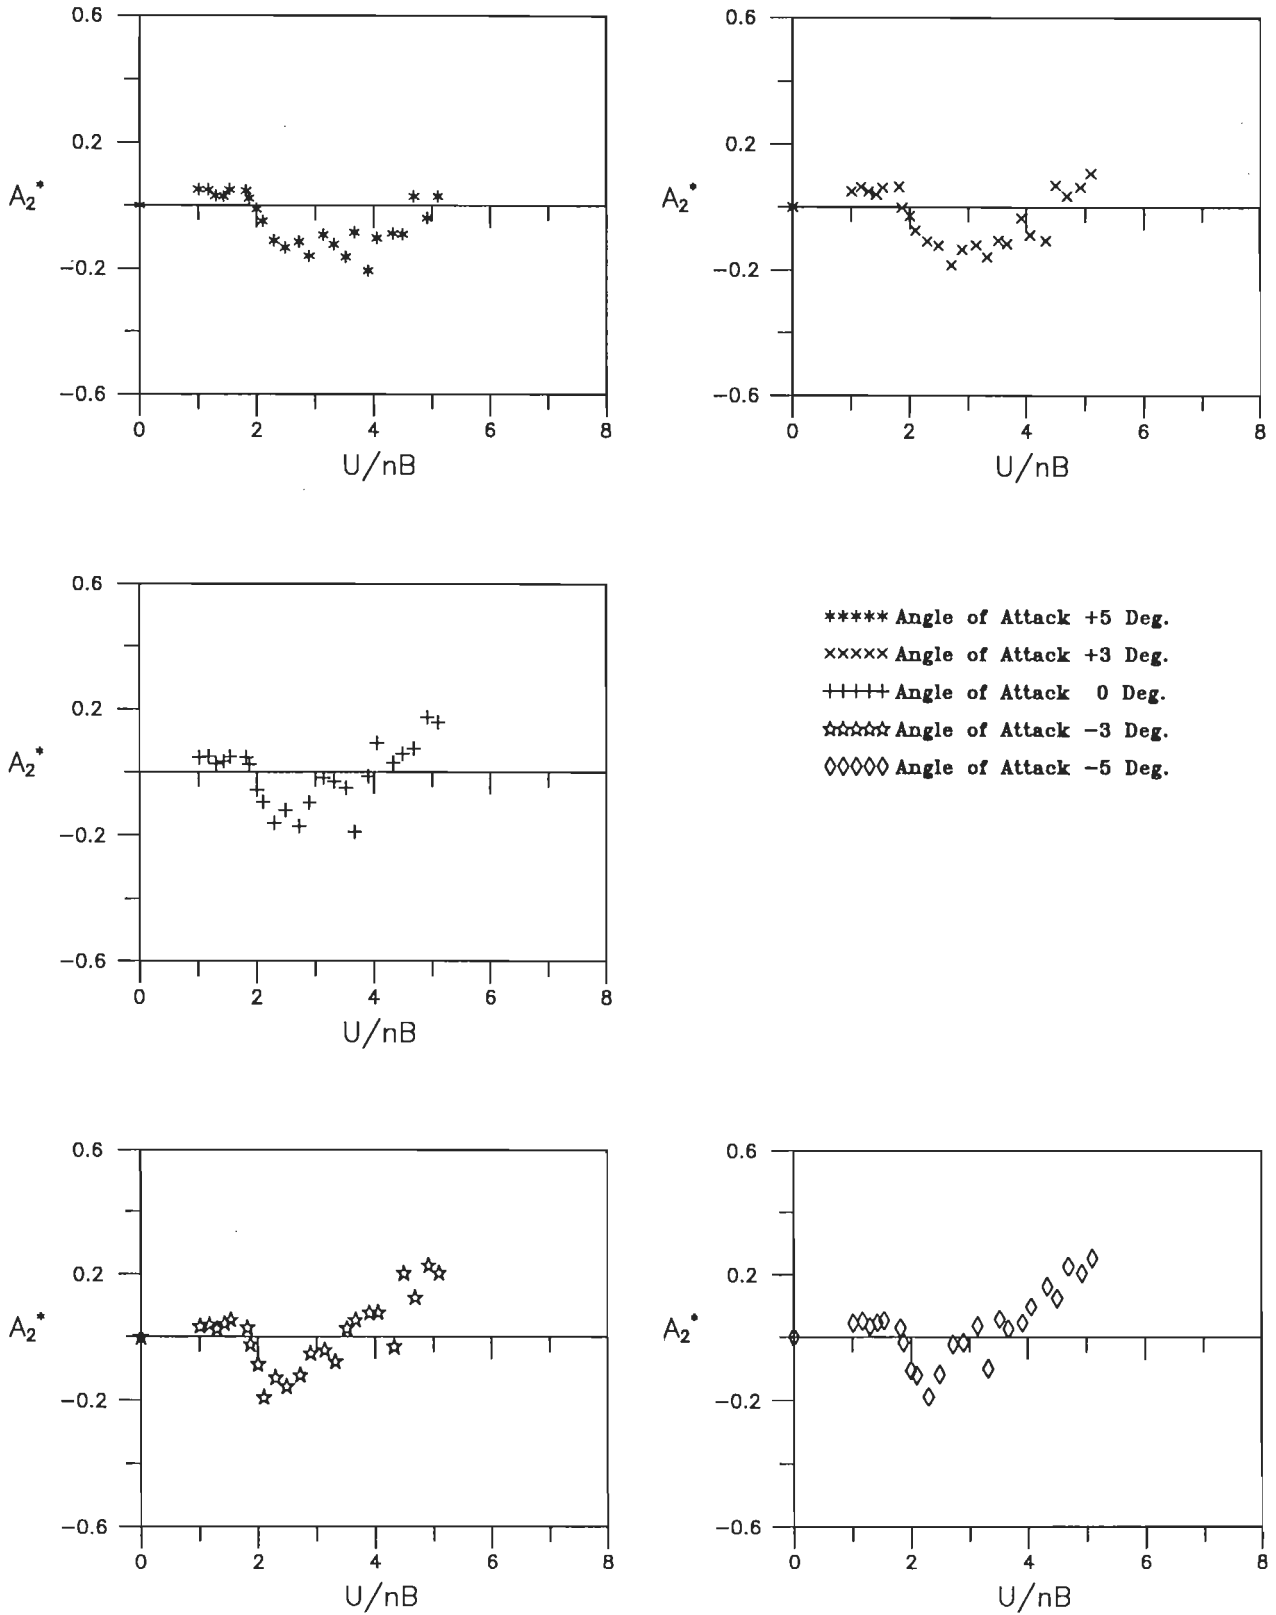 0.6
0.2
A₂*
−0.2
−0.6
0 2 4 6 8
U/nB
0.6
0.2
A₂*
−0.2
−0.6
0 2 4 6 8
U/nB
0.6
0.2
A₂*
−0.2
−0.6
0 2 4 6 8
U/nB
Angle of Attack +5 Deg.
Angle of Attack +3 Deg.
Angle of Attack 0 Deg.
Angle of Attack −3 Deg.
Angle of Attack −5 Deg.
0.6
0.2
A₂*
−0.2
−0.6
0 2 4 6 8
U/nB
0.6
0.2
A₂*
−0.2
−0.6
0 2 4 6 8
U/nB